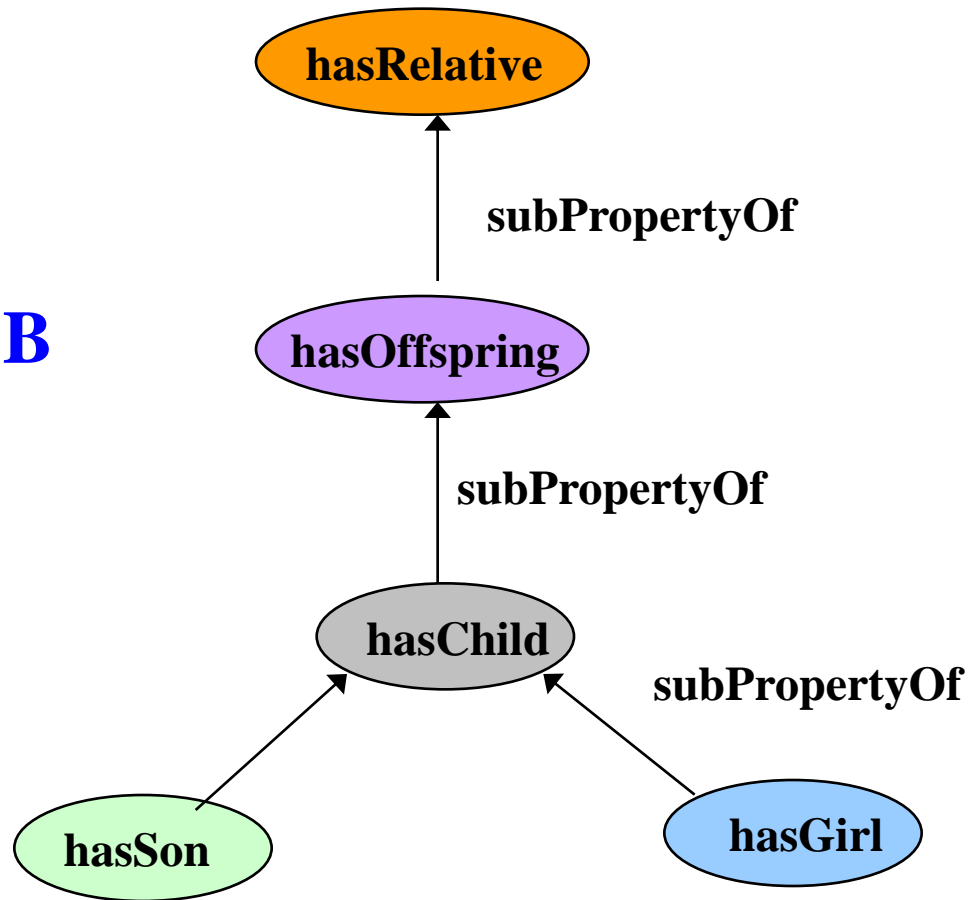 hasRelative
subPropertyOf
B
hasOffspring
subPropertyOf
hasChild
subPropertyOf
hasSon
hasGirl